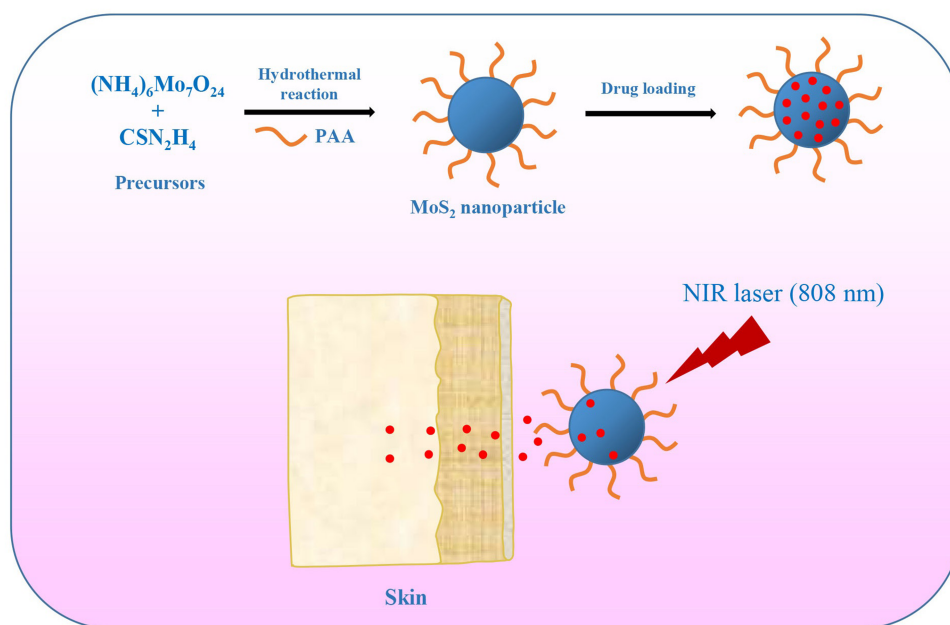 (NH₄)₆Mo₇O₂₄
+
CSN₂H₄
Precursors
Hydrothermal
reaction
PAA
MoS₂ nanoparticle
Drug loading
NIR laser (808 nm)
Skin